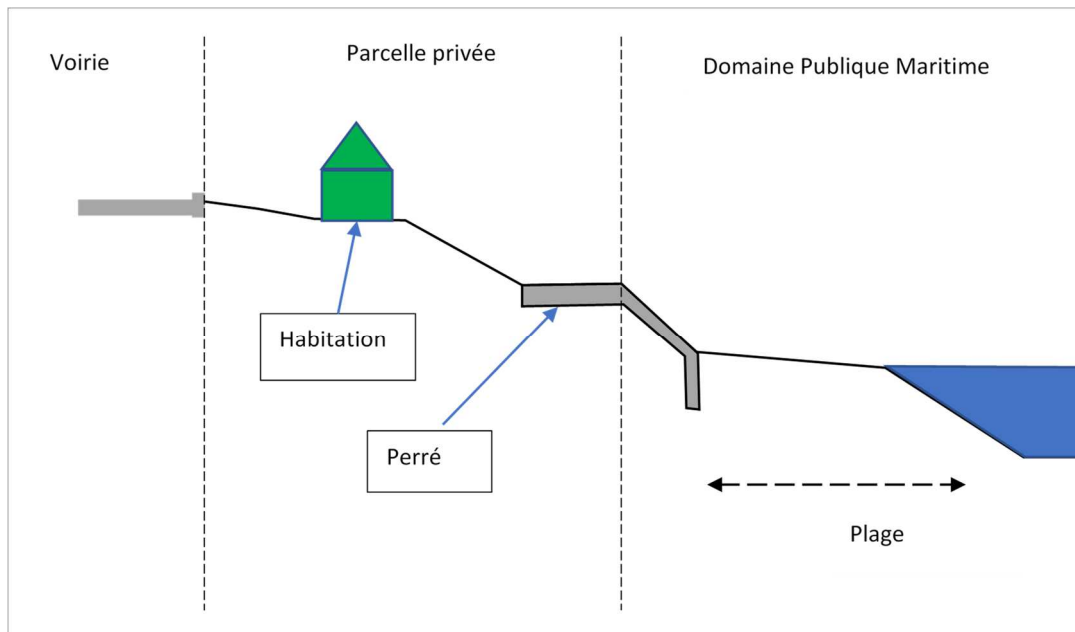 Voirie
Parcelle privée
Domaine Publique Maritime
Habitation
Perré
Plage